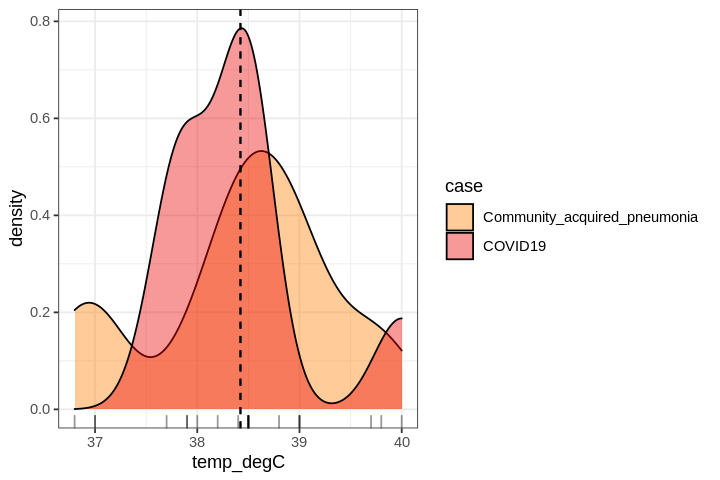 0.8
0.6
0.4
0.2
0.0
density
37
38
39
40
temp_degC
case
Community_acquired_pneumonia
COVID19